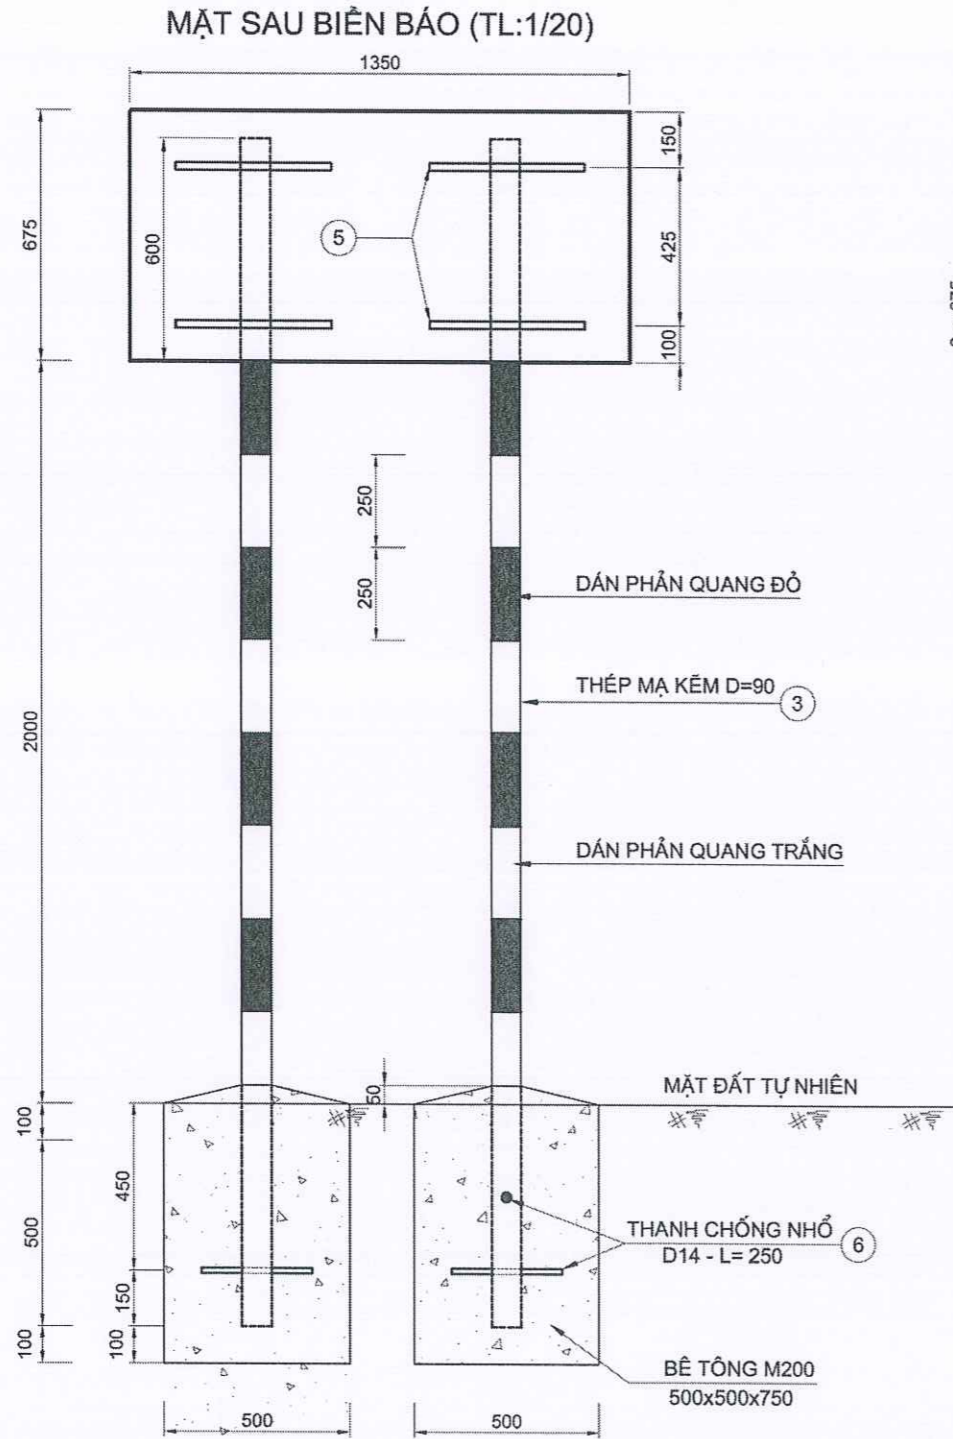 MẶT SAU BIỂN BÁO (TL:1/20)
1350
675
600
5
150
425
100
250
250
DÁN PHẢN QUANG ĐỎ
THÉP MẠ KẼM D=90
3
2000
DÁN PHẢN QUANG TRẮNG
50
MẶT ĐẤT TỰ NHIÊN
100
450
500
THANH CHỐNG NHỔ
D14 - L= 250
6
150
100
100
BÊ TÔNG M200
500x500x750
500
500